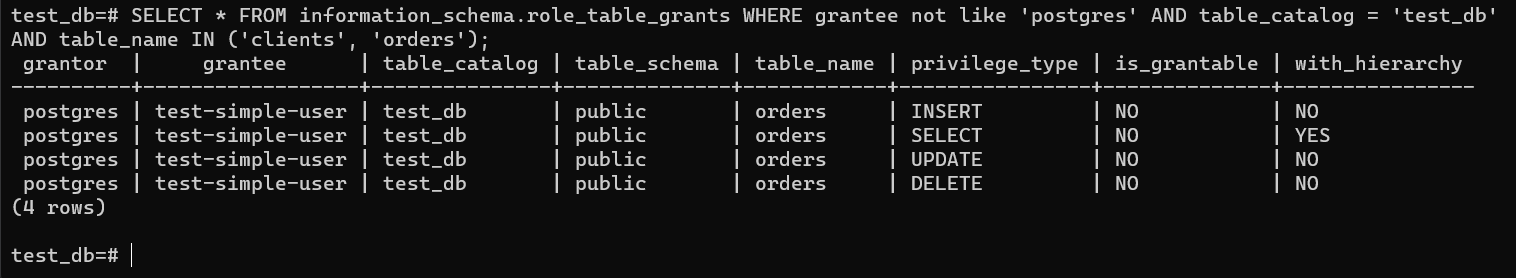 test_db=# SELECT * FROM information_schema.role_table_grants WHERE grantee not like 'postgres' AND table_catalog = 'test_db'
AND table_name IN ('clients', 'orders');
 grantor  |     grantee      | table_catalog | table_schema | table_name | privilege_type | is_grantable | with_hierarchy
----------+------------------+---------------+--------------+------------+----------------+--------------+----------------
 postgres | test-simple-user | test_db       | public       | orders     | INSERT         | NO           | NO
 postgres | test-simple-user | test_db       | public       | orders     | SELECT         | NO           | YES
 postgres | test-simple-user | test_db       | public       | orders     | UPDATE         | NO           | NO
 postgres | test-simple-user | test_db       | public       | orders     | DELETE         | NO           | NO
(4 rows)
test_db=#